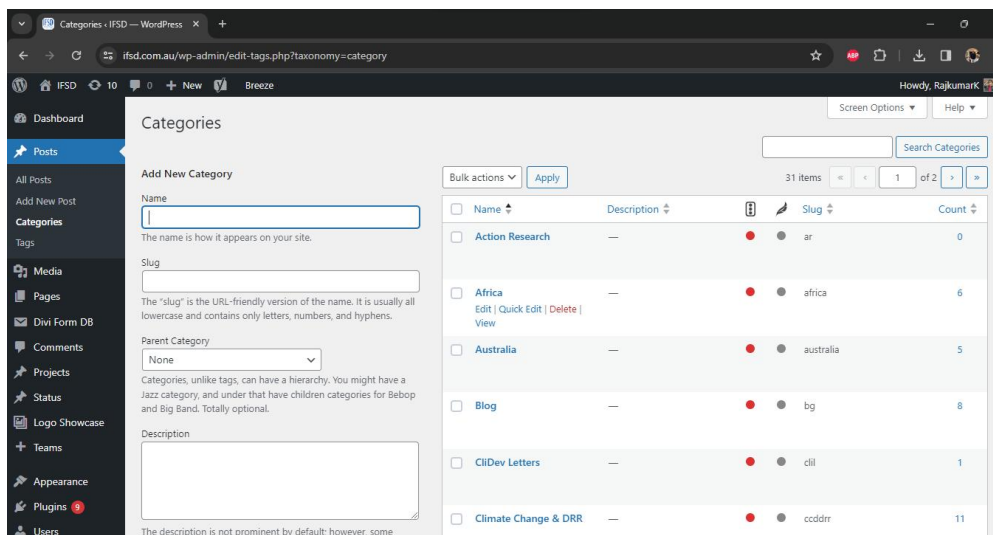 Categories ‹ IFSD — WordPress
ifsd.com.au/wp-admin/edit-tags.php?taxonomy=category
IFSD 10 0 + New Breeze Howdy, RajkumarK
Screen Options ▼ Help ▼
Dashboard
Posts
All Posts
Add New Post
Categories
Tags
Media
Pages
Divi Form DB
Comments
Projects
Status
Logo Showcase
Teams
Appearance
Plugins 9
Users
Categories
Search Categories
Add New Category
Name
The name is how it appears on your site.
Slug
The "slug" is the URL-friendly version of the name. It is usually all
lowercase and contains only letters, numbers, and hyphens.
Parent Category
None
Categories, unlike tags, can have a hierarchy. You might have a
Jazz category, and under that have children categories for Bebop
and Big Band. Totally optional.
Description
The description is not prominent by default; however, some
Bulk actions Apply 31 items « ‹ 1 of 2 › »
Name Description Slug Count
Action Research — ar 0
Africa — africa 6
Edit | Quick Edit | Delete |
View
Australia — australia 5
Blog — bg 8
CliDev Letters — clil 1
Climate Change & DRR — ccddrr 11